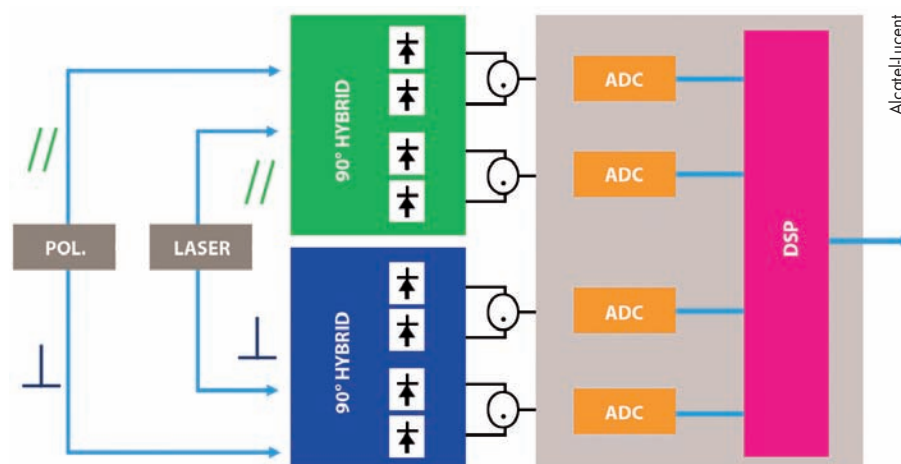 POL.
LASER
90° HYBRID
90° HYBRID
ADC
ADC
ADC
ADC
DSP
Alcatel-Lucent